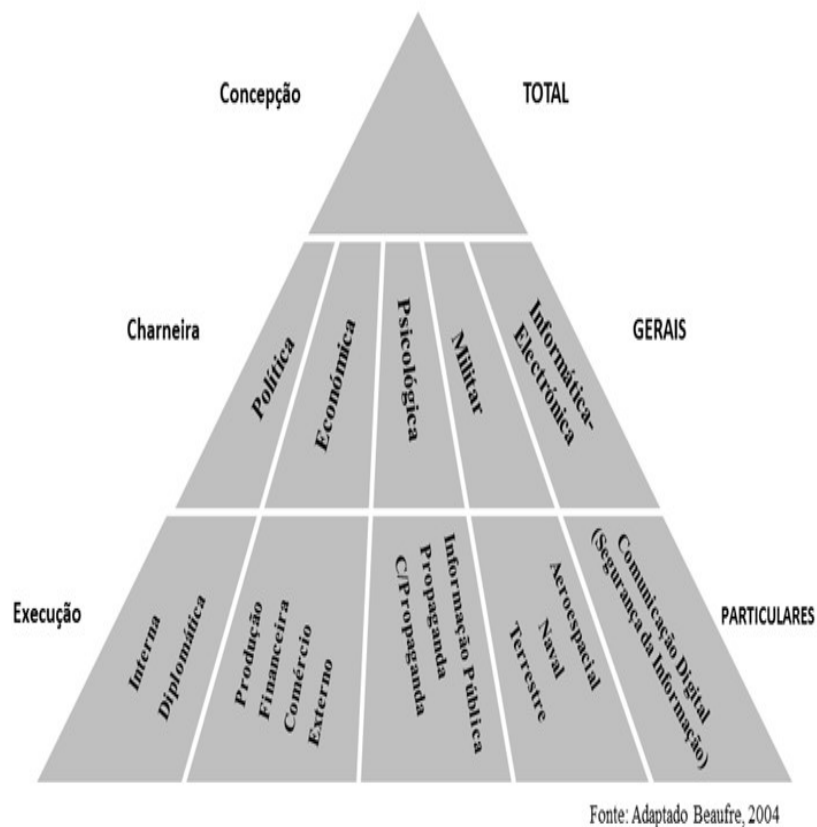 Concepção
TOTAL
Charneira
Política
Económica
Psicológica
Militar
Informática-
Electrónica
GERAIS
Execução
Interna
Diplomática
Produção
Financeira
Comércio
Externo
Informação Pública
Propaganda
C/Propaganda
Aeroespacial
Naval
Terrestre
Comunicação Digital
(Segurança da Informação)
PARTICULARES
Fonte: Adaptado Beaufre, 2004